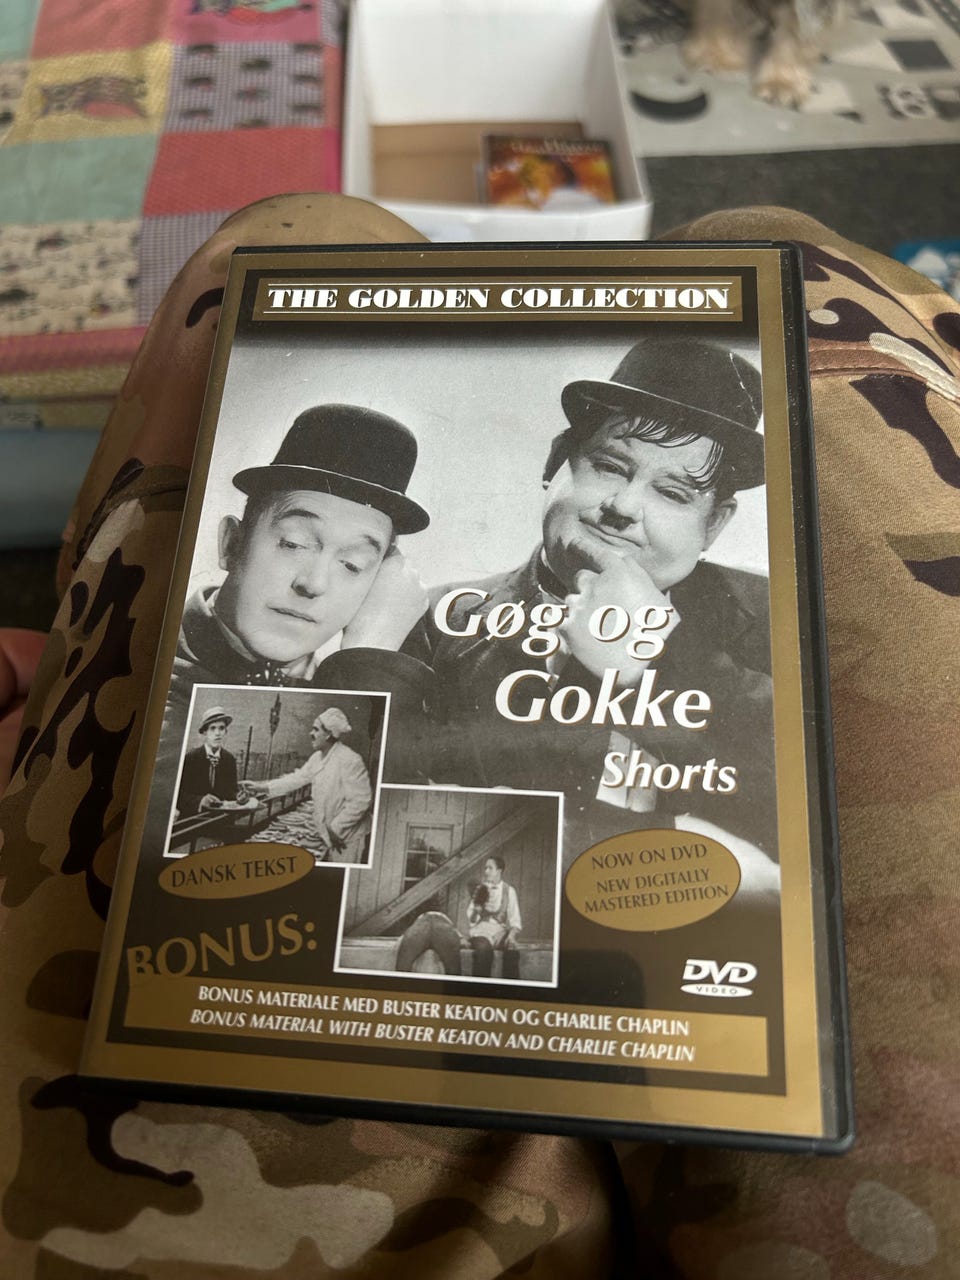 THE GOLDEN COLLECTION
Gøg og
Gokke
Shorts
DANSK TEKST
NOW ON DVD
NEW DIGITALLY
MASTERED EDITION
BONUS:
DVD
VIDEO
BONUS MATERIALE MED BUSTER KEATON OG CHARLIE CHAPLIN
BONUS MATERIAL WITH BUSTER KEATON AND CHARLIE CHAPLIN